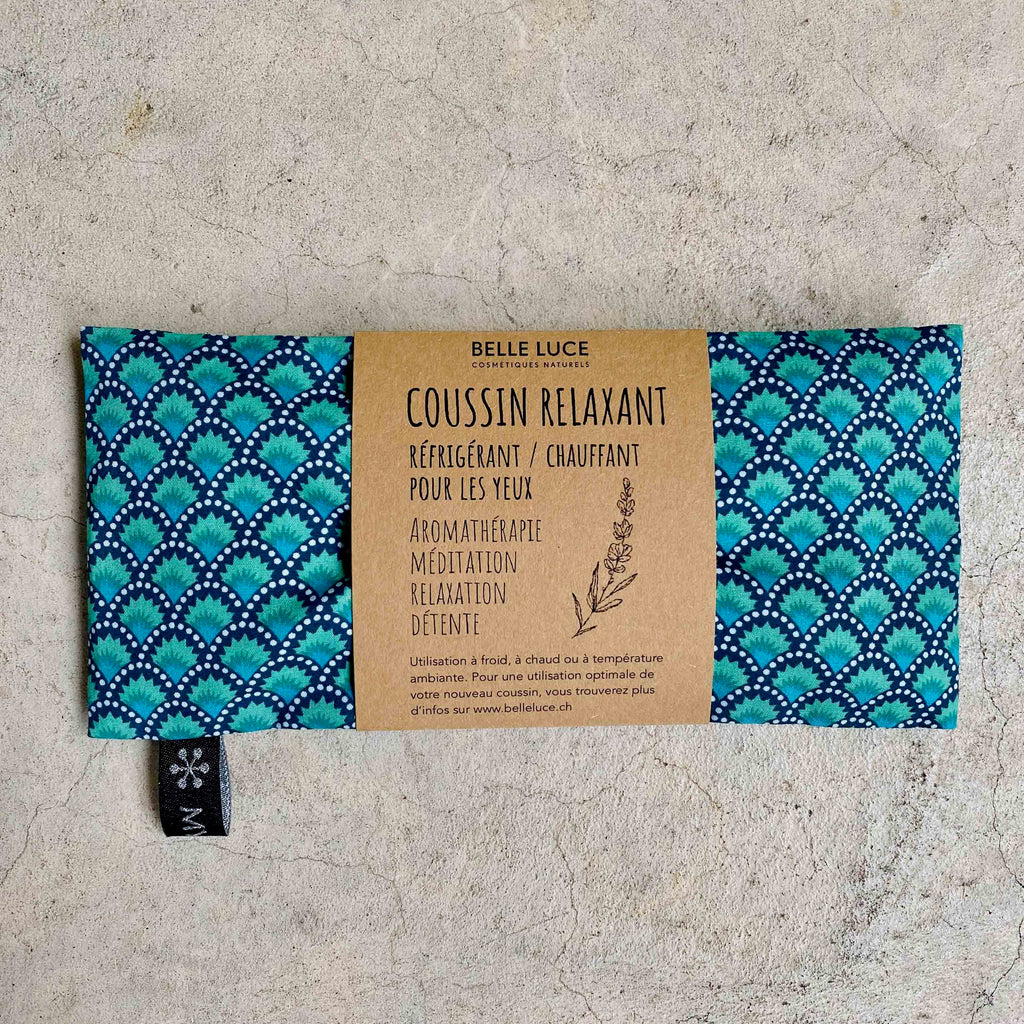 BELLE LUCE
COSMÉTIQUES NATURELS
COUSSIN RELAXANT
RÉFRIGÉRANT / CHAUFFANT
POUR LES YEUX
AROMATHÉRAPIE
MÉDITATION
RELAXATION
DÉTENTE
Utilisation à froid, à chaud ou à température
ambiante. Pour une utilisation optimale de
votre nouveau coussin, vous trouverez plus
d'infos sur www.belleluce.ch